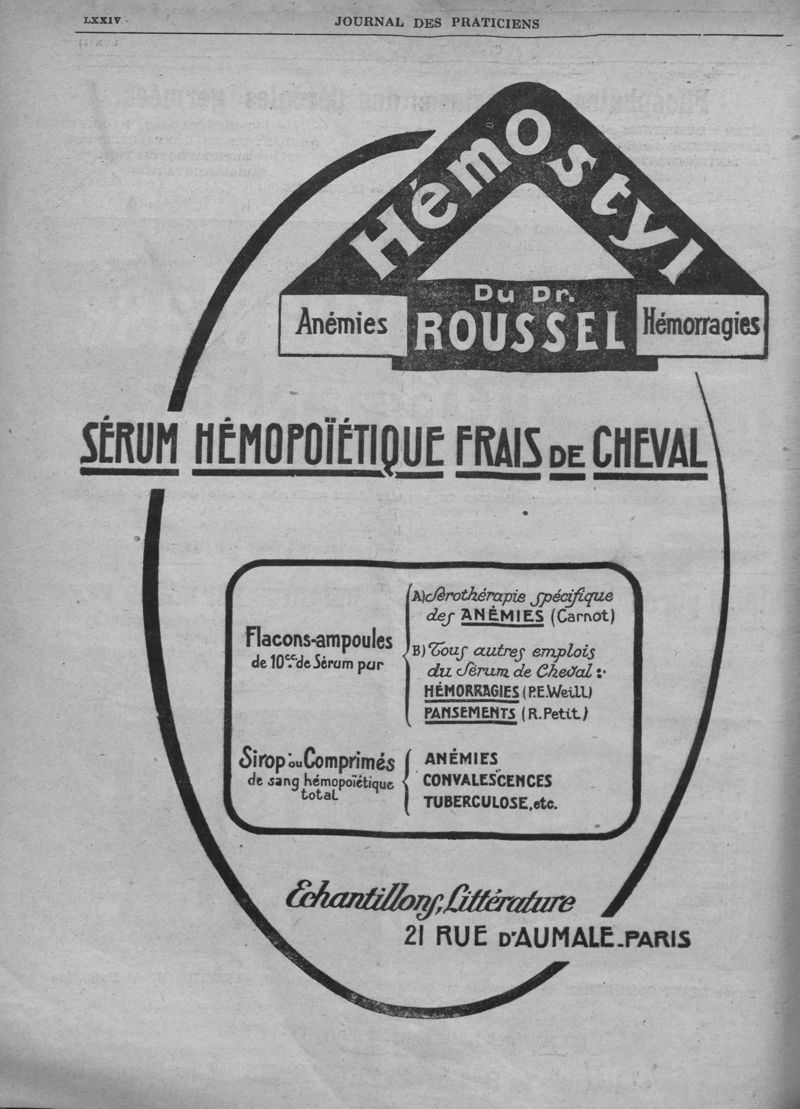 LXXIV
JOURNAL DES PRATICIENS
Hémostyl
Du Dr.
Anémies
ROUSSEL
Hémorragies
SÉRUM HÉMOPOÏÉTIQUE FRAIS DE CHEVAL
Flacons-ampoules
de 10cc. de Sérum pur
A) Sérothérapie spécifique
des ANÉMIES (Carnot)
B) Tous autres emplois
du Sérum de Cheval :
HÉMORRAGIES (P.E. Weill)
PANSEMENTS (R. Petit)
Sirop ou Comprimés
de sang hémopoïétique
total
ANÉMIES
CONVALESCENCES
TUBERCULOSE, etc.
Echantillons, Littérature
21 RUE D'AUMALE-PARIS